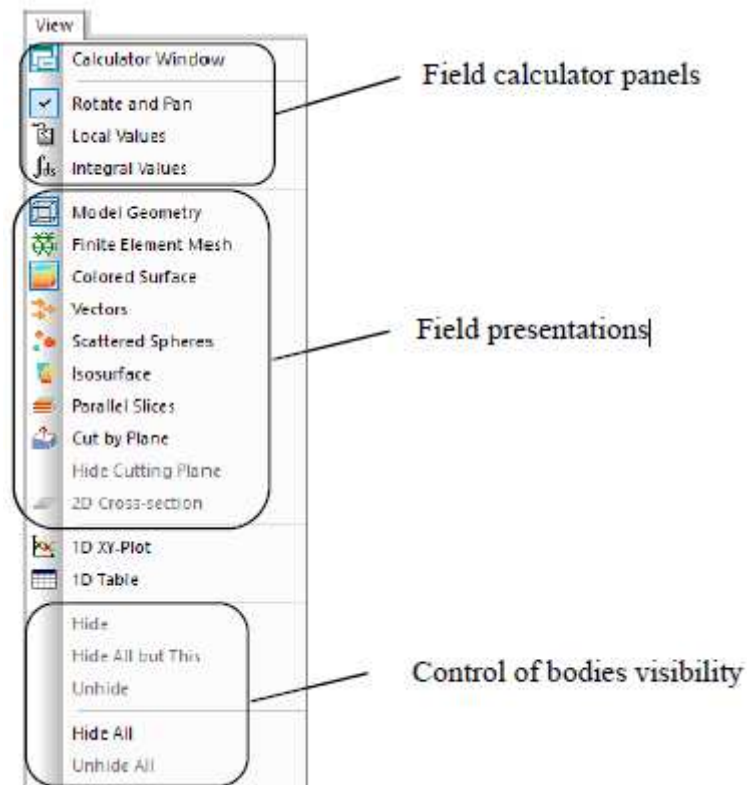 View
Calculator Window
Field calculator panels
Rotate and Pan
Local Values
∫ds Integral Values
Model Geometry
Finite Element Mesh
Colored Surface
Vectors
Scattered Spheres
Field presentations
Isosurface
Parallel Slices
Cut by Plane
Hide Cutting Plane
2D Cross-section
1D XY-Plot
1D Table
Hide
Hide All but This
Unhide
Control of bodies visibility
Hide All
Unhide All